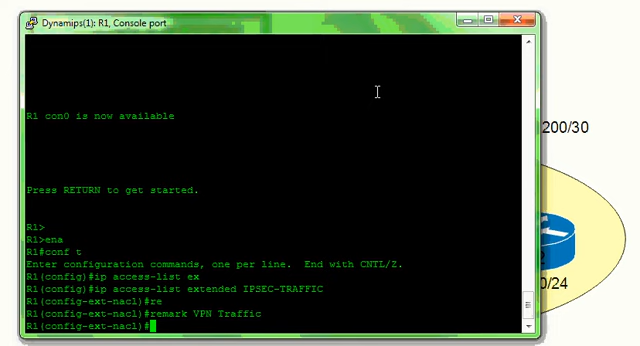 Dynamips(1): R1, Console port
R1 con0 is now available
Press RETURN to get started.
R1>
R1>ena
R1#conf t
Enter configuration commands, one per line.  End with CNTL/Z.
R1(config)#ip access-list ex
R1(config)#ip access-list extended IPSEC-TRAFFIC
R1(config-ext-nacl)#re
R1(config-ext-nacl)#remark VPN Traffic
R1(config-ext-nacl)#
200/30
0/24